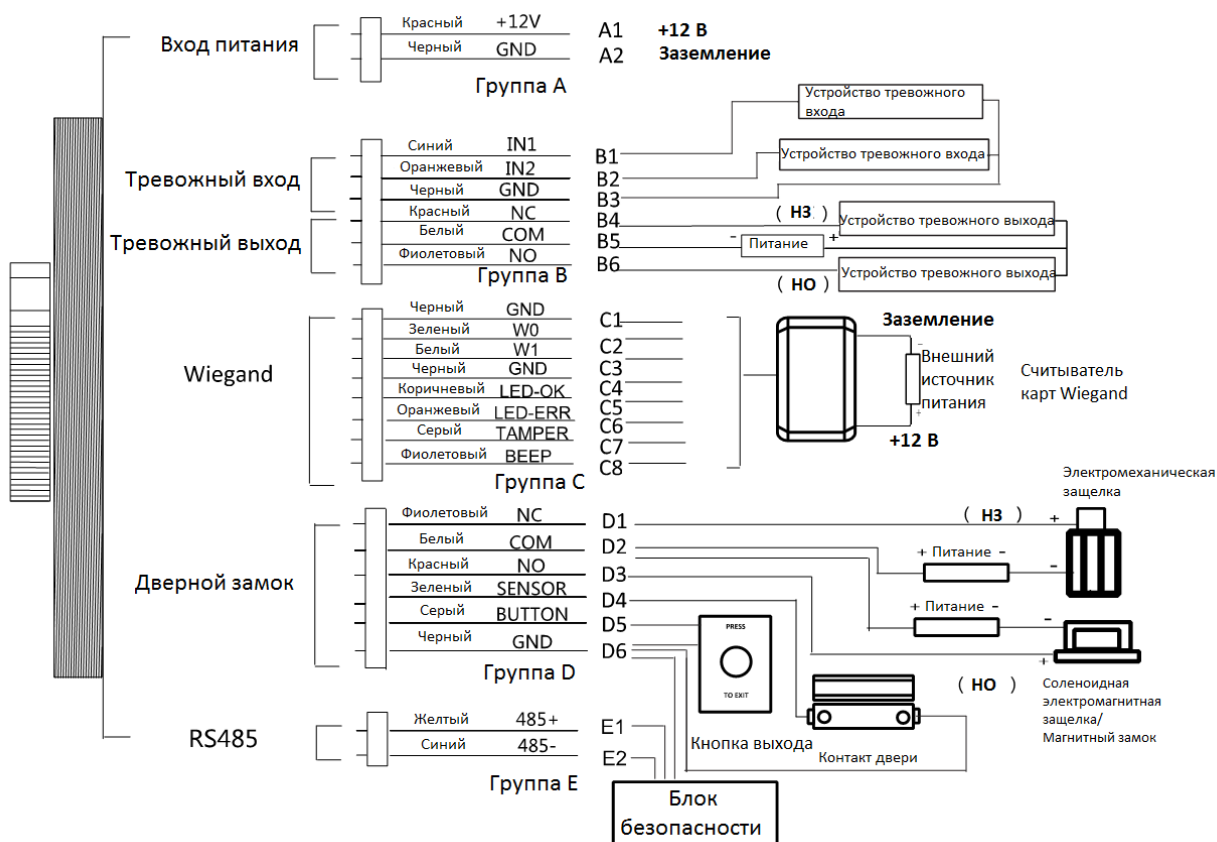 Вход питания
Красный +12V A1 +12 В
Черный GND A2 Заземление
Группа A
Устройство тревожного
входа
Тревожный вход
Синий IN1 B1
Оранжевый IN2 B2 Устройство тревожного входа
Черный GND B3
Тревожный выход
Красный NC B4 ( НЗ ) Устройство тревожного выхода
Белый COM B5 - Питание +
Фиолетовый NO B6 Устройство тревожного выхода
Группа B ( НО )
Wiegand
Черный GND C1
Зеленый W0 C2
Белый W1 C3
Черный GND C4
Коричневый LED-OK C5
Оранжевый LED-ERR C6
Серый TAMPER C7
Фиолетовый BEEP C8
Группа C
Заземление
-
Внешний
источник
питания
+
+12 В
Считыватель
карт Wiegand
Электромеханическая
защелка
Дверной замок
Фиолетовый NC D1 ( НЗ ) +
Белый COM D2 + Питание - -
Красный NO D3
Зеленый SENSOR D4 + Питание - -
Серый BUTTON D5
Черный GND D6
Группа D
PRESS
TO EXIT
+
( НО )
Соленоидная
электромагнитная
защелка/
Магнитный замок
Кнопка выхода
Контакт двери
RS485
Желтый 485+ E1
Синий 485- E2
Группа E
Блок
безопасности